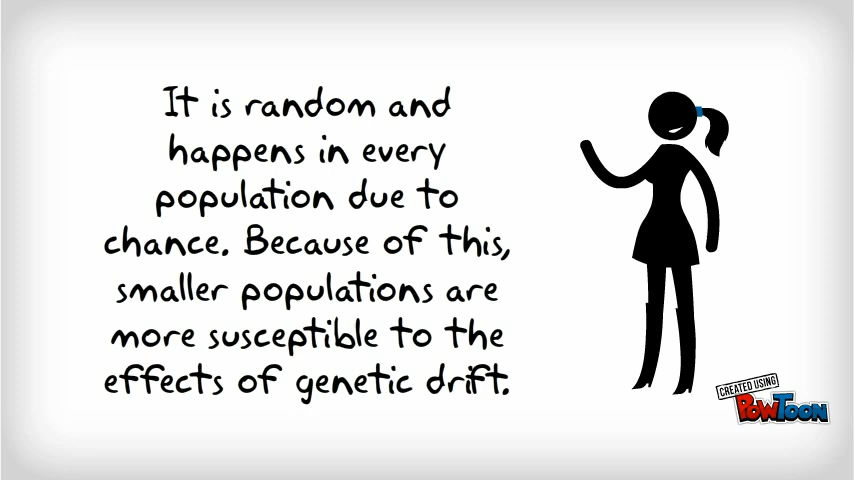 It is random and
happens in every
population due to
chance. Because of this,
smaller populations are
more susceptible to the
effects of genetic drift.
CREATED USING
POWTOON